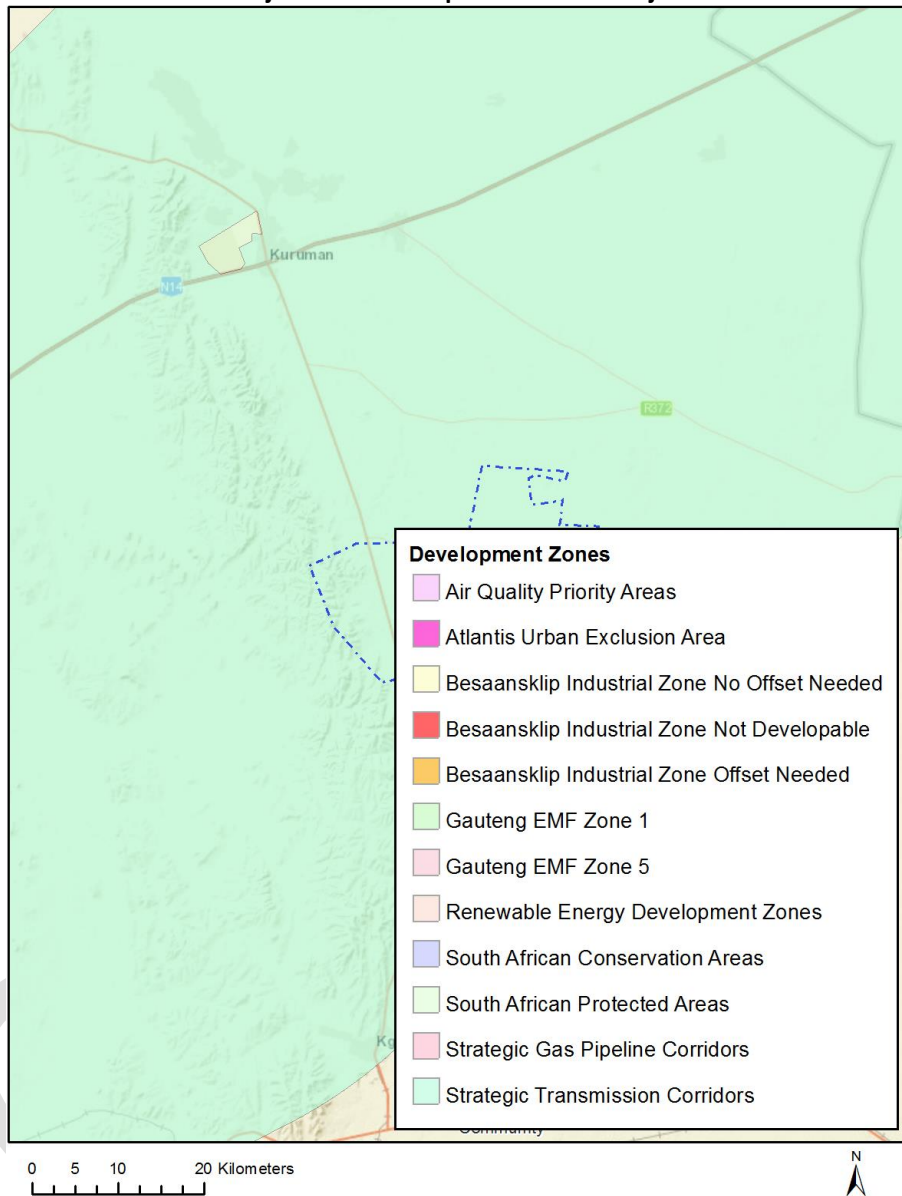 Kuruman
N14
R372
Development Zones
Air Quality Priority Areas
Atlantis Urban Exclusion Area
Besaansklip Industrial Zone No Offset Needed
Besaansklip Industrial Zone Not Developable
Besaansklip Industrial Zone Offset Needed
Gauteng EMF Zone 1
Gauteng EMF Zone 5
Renewable Energy Development Zones
South African Conservation Areas
South African Protected Areas
Strategic Gas Pipeline Corridors
Strategic Transmission Corridors
Kg
0 5 10 20 Kilometers
N